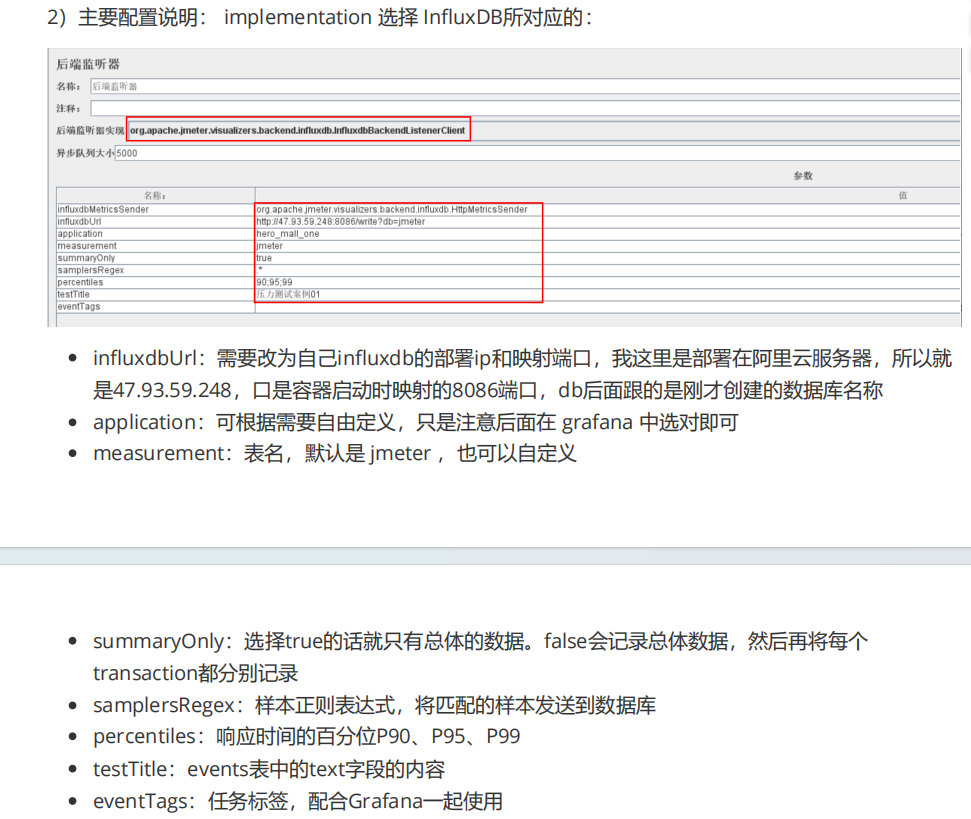 2）主要配置说明： implementation 选择 InfluxDB所对应的：
后端监听器
名称： 后端监听器
注释：
后端监听器实现 org.apache.jmeter.visualizers.backend.influxdb.InfluxdbBackendListenerClient
异步队列大小 5000
参数
名称： 值
influxdbMetricsSender org.apache.jmeter.visualizers.backend.influxdb.HttpMetricsSender
influxdbUrl http://47.93.59.248:8086/write?db=jmeter
application hero_mall_one
measurement jmeter
summaryOnly true
samplersRegex .*
percentiles 90;95;99
testTitle 压力测试案例01
eventTags
• influxdbUrl：需要改为自己influxdb的部署ip和映射端口，我这里是部署在阿里云服务器，所以就
是47.93.59.248，口是容器启动时映射的8086端口，db后面跟的是刚才创建的数据库名称
• application：可根据需要自由定义，只是注意后面在 grafana 中选对即可
• measurement：表名，默认是 jmeter ，也可以自定义
• summaryOnly：选择true的话就只有总体的数据。false会记录总体数据，然后再将每个
transaction都分别记录
• samplersRegex：样本正则表达式，将匹配的样本发送到数据库
• percentiles：响应时间的百分位P90、P95、P99
• testTitle：events表中的text字段的内容
• eventTags：任务标签，配合Grafana一起使用